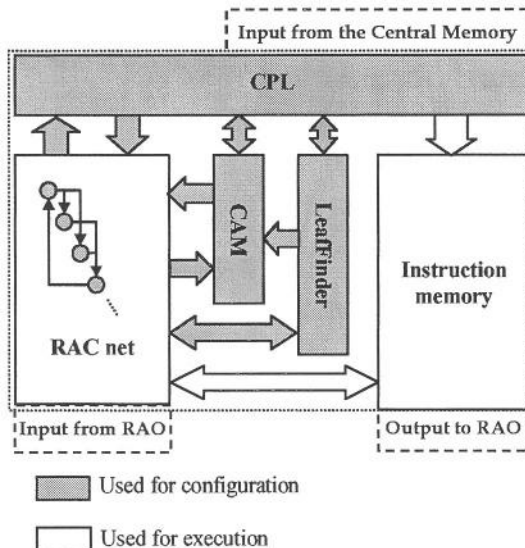 Input from the Central Memory
CPL
CAM
LeafFinder
RAC net
Instruction
memory
Input from RAO
Output to RAO
Used for configuration
Used for execution